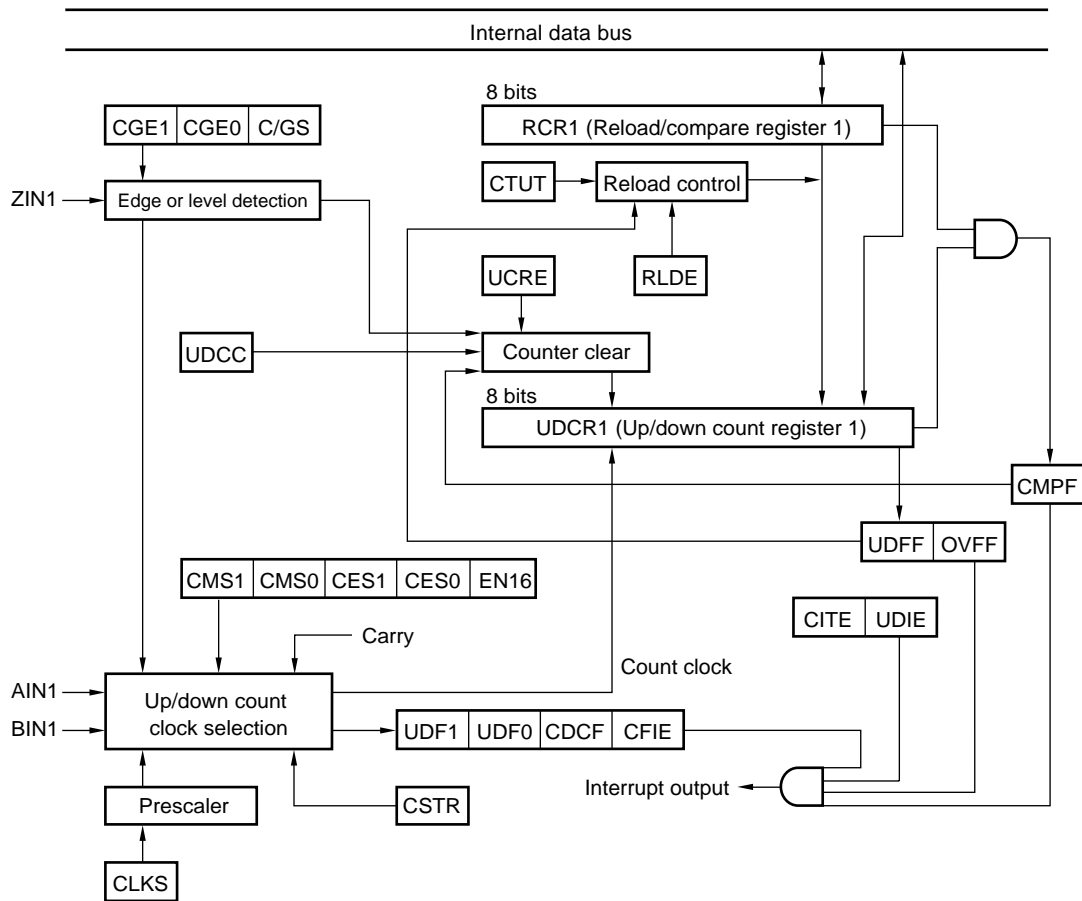 Internal data bus
8 bits
CGE1 CGE0 C/GS
RCR1 (Reload/compare register 1)
CTUT
Reload control
ZIN1
Edge or level detection
UCRE
RLDE
UDCC
Counter clear
8 bits
UDCR1 (Up/down count register 1)
CMPF
UDFF OVFF
CMS1 CMS0 CES1 CES0 EN16
CITE UDIE
Carry
Count clock
AIN1
Up/down count
clock selection
BIN1
UDF1 UDF0 CDCF CFIE
Interrupt output
Prescaler
CSTR
CLKS